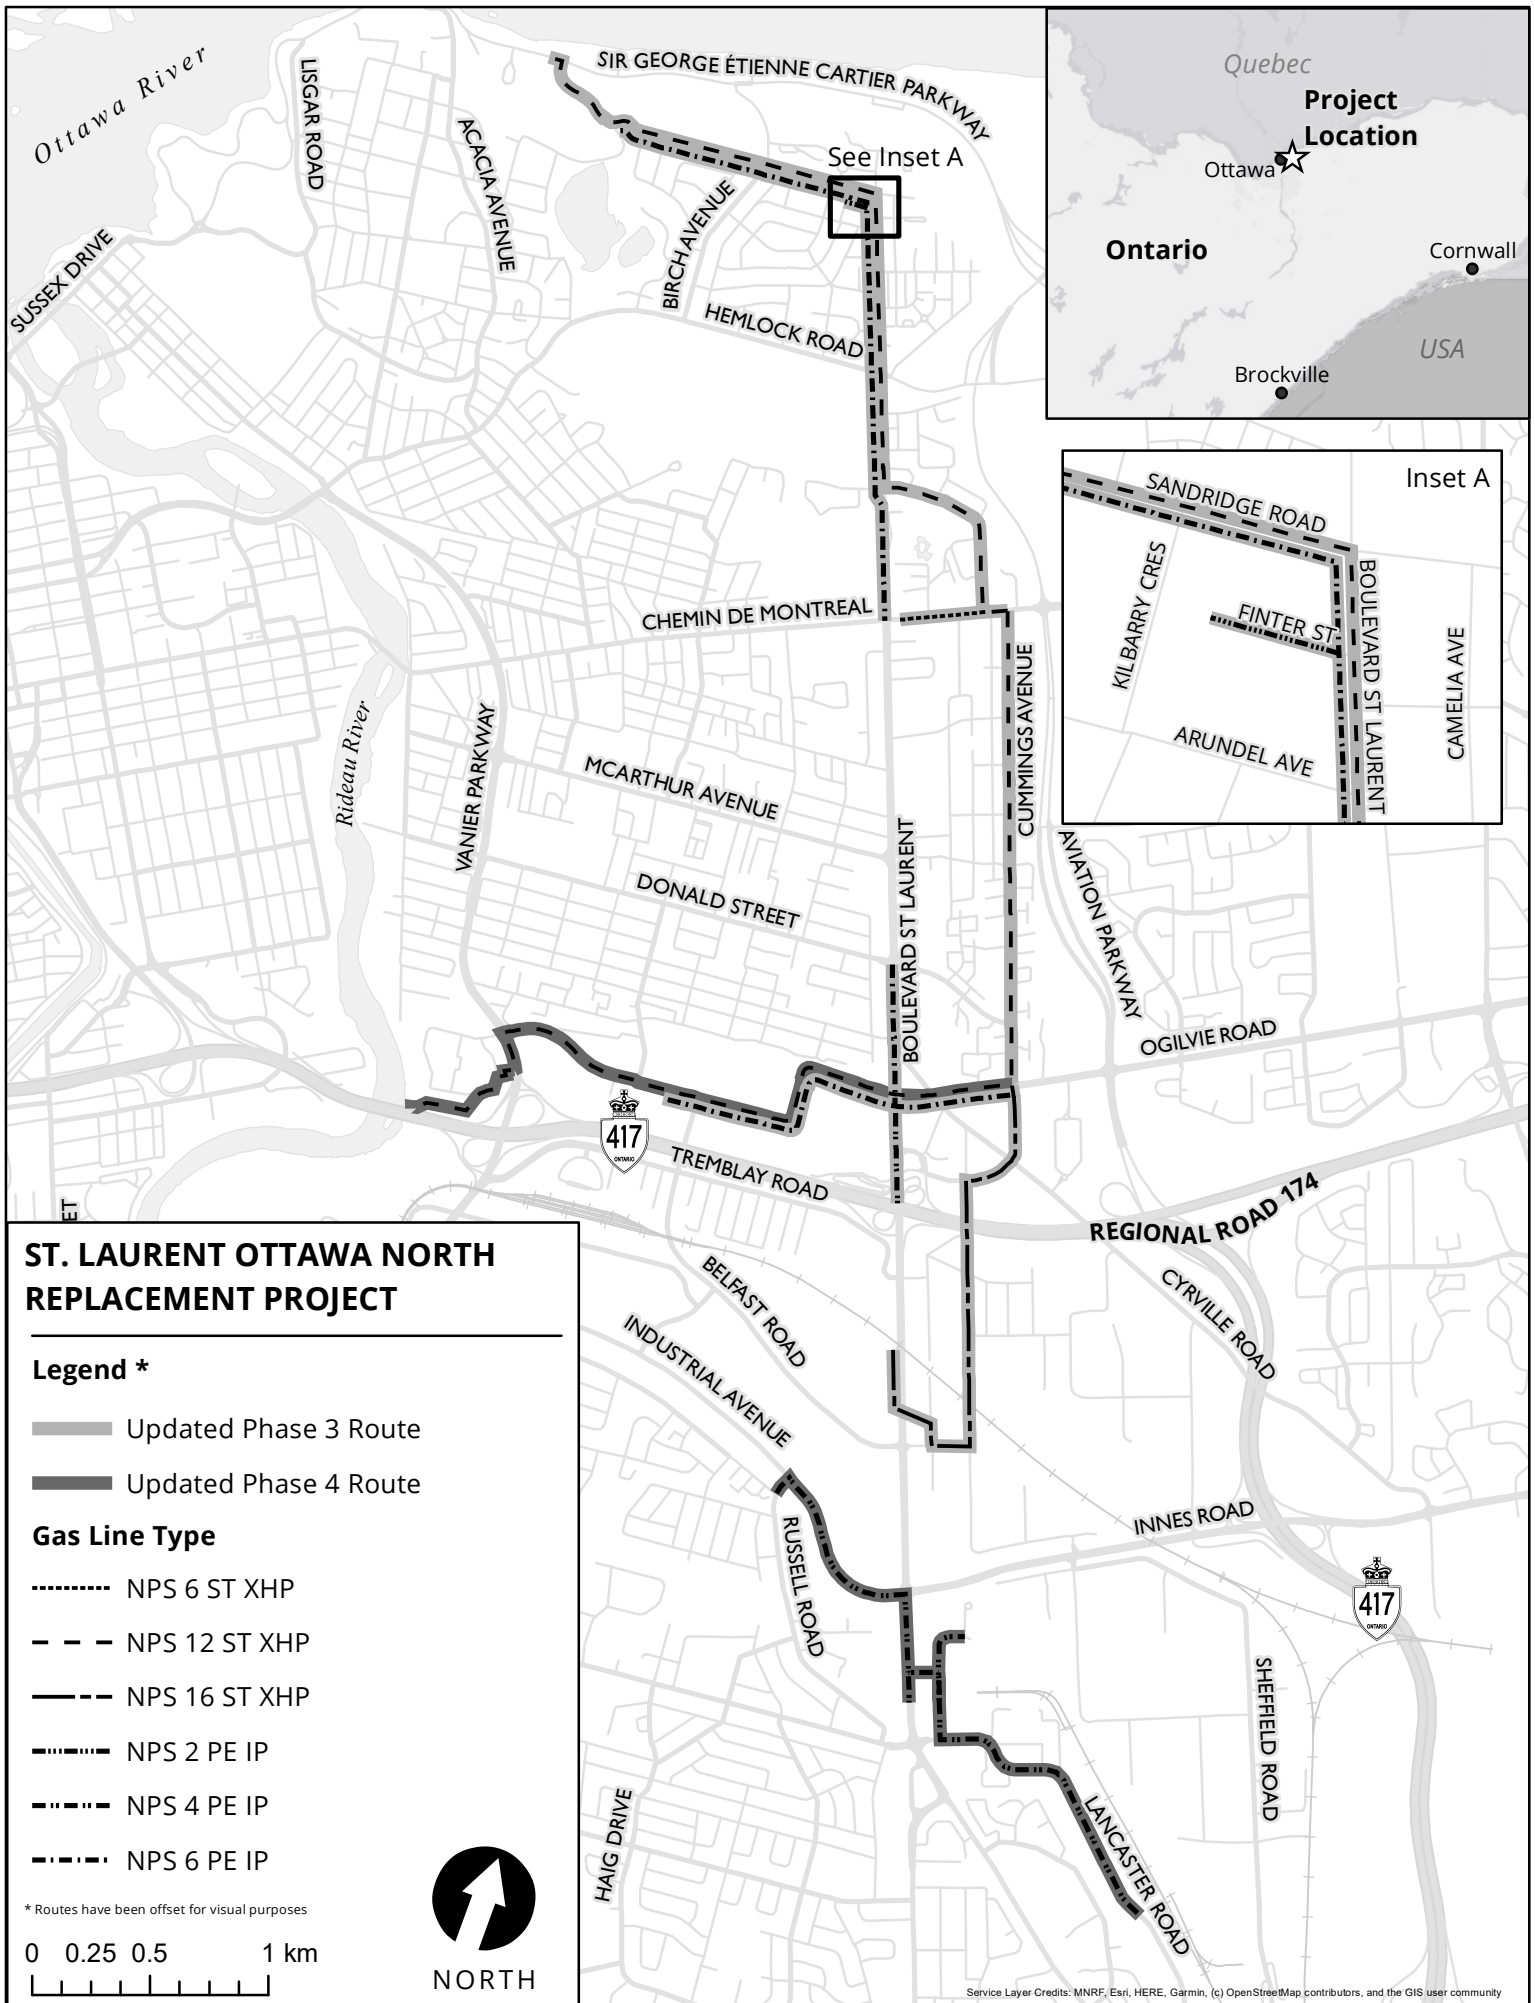 Ottawa River
LISGAR ROAD
SIR GEORGE ÉTIENNE CARTIER PARKWAY
ACACIA AVENUE
See Inset A
SUSSEX DRIVE
BIRCH AVENUE
HEMLOCK ROAD
Quebec
Project
Location
Ottawa
Ontario
Cornwall
USA
Brockville
Inset A
SANDRIDGE ROAD
KILBARRY CRES
FINTER ST
BOULEVARD ST LAURENT
CAMELIA AVE
ARUNDEL AVE
CHEMIN DE MONTREAL
CUMMINGS AVENUE
Rideau River
VANIER PARKWAY
MCARTHUR AVENUE
DONALD STREET
BOULEVARD ST LAURENT
AVIATION PARKWAY
OGILVIE ROAD
417
ONTARIO
TREMBLAY ROAD
REGIONAL ROAD 174
ET
BELFAST ROAD
CYRVILLE ROAD
INDUSTRIAL AVENUE
INNES ROAD
RUSSELL ROAD
417
ONTARIO
SHEFFIELD ROAD
HAIG DRIVE
LANCASTER ROAD
ST. LAURENT OTTAWA NORTH
REPLACEMENT PROJECT
Legend *
Updated Phase 3 Route
Updated Phase 4 Route
Gas Line Type
NPS 6 ST XHP
NPS 12 ST XHP
NPS 16 ST XHP
NPS 2 PE IP
NPS 4 PE IP
NPS 6 PE IP
* Routes have been offset for visual purposes
0 0.25 0.5 1 km
NORTH
Service Layer Credits: MNRF, Esri, HERE, Garmin, (c) OpenStreetMap contributors, and the GIS user community